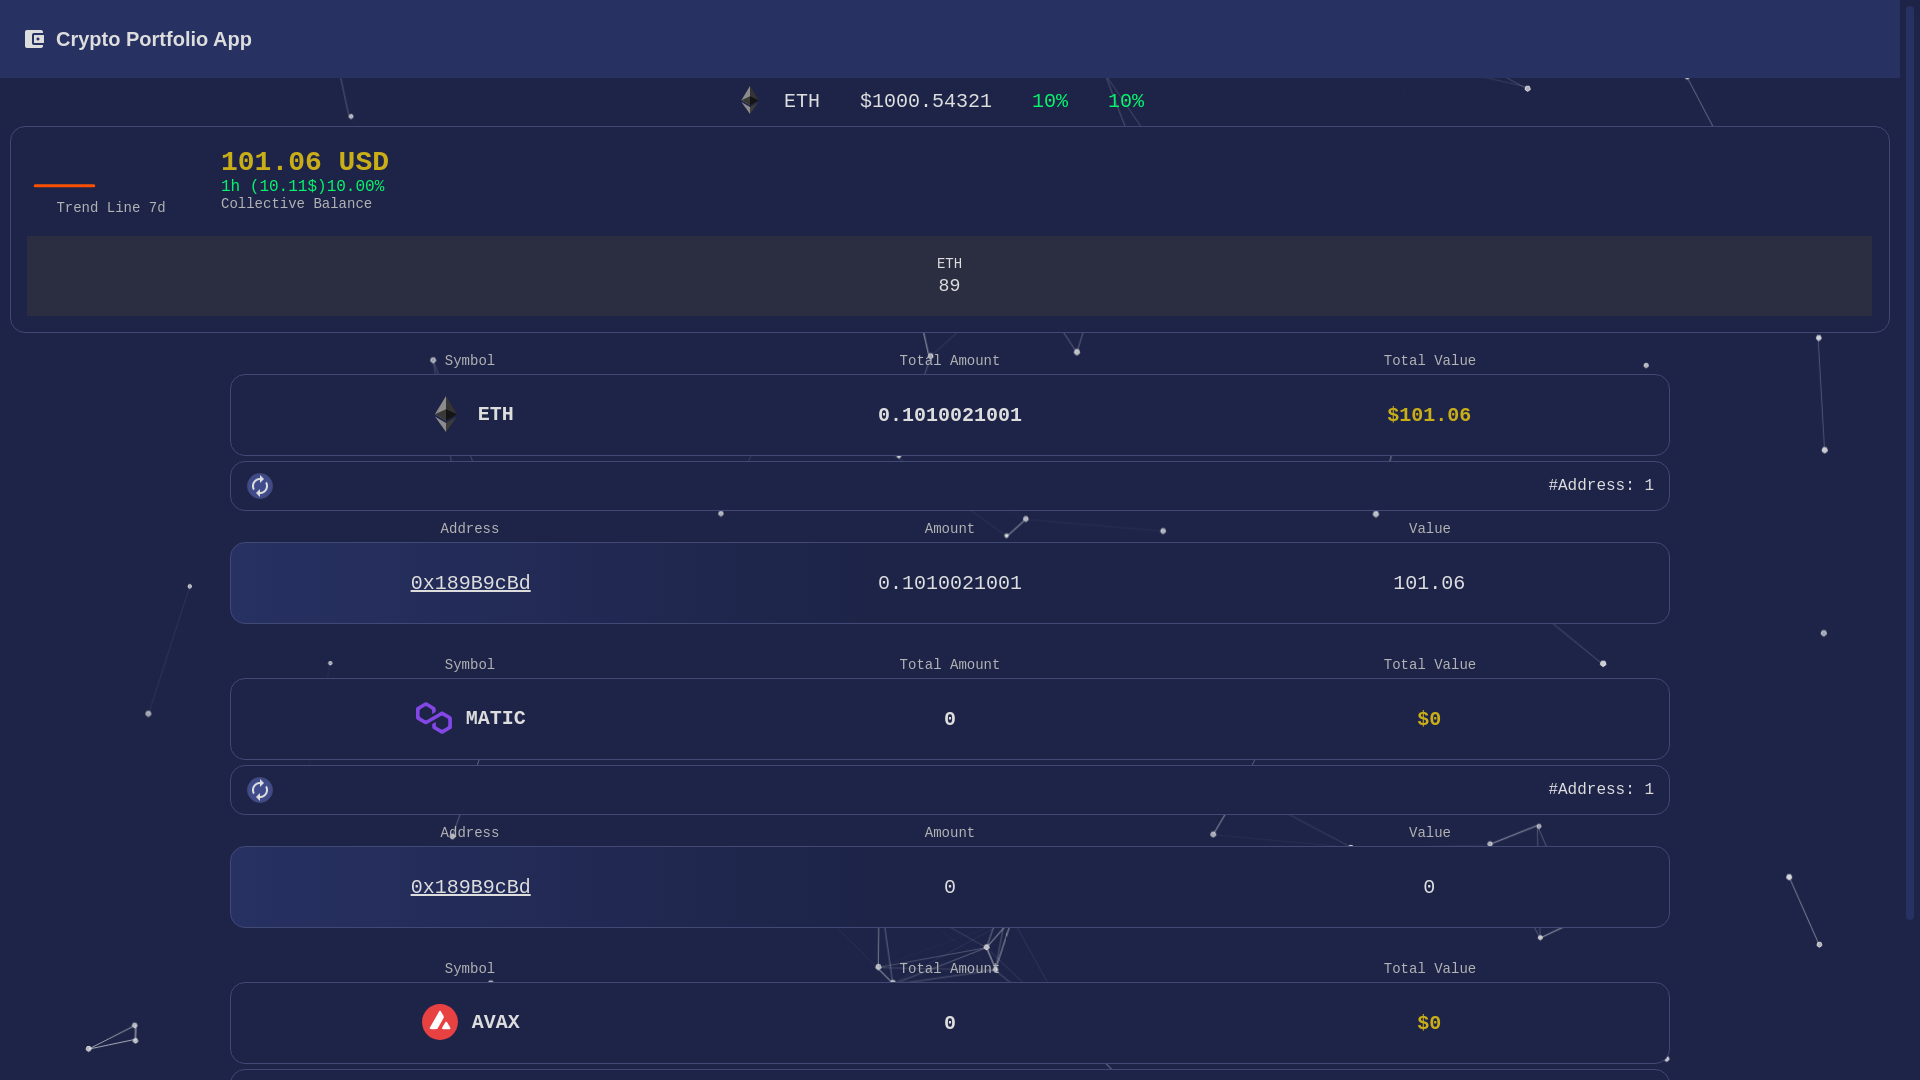 Crypto Portfolio App
ETH $1000.54321 10% 10%
101.06 USD
1h (10.11$)10.00%
Collective Balance
Trend Line 7d
ETH
89
Symbol Total Amount Total Value
ETH 0.1010021001 $101.06
#Address: 1
Address Amount Value
0x189B9cBd 0.1010021001 101.06
Symbol Total Amount Total Value
MATIC 0 $0
#Address: 1
Address Amount Value
0x189B9cBd 0 0
Symbol Total Amount Total Value
AVAX 0 $0